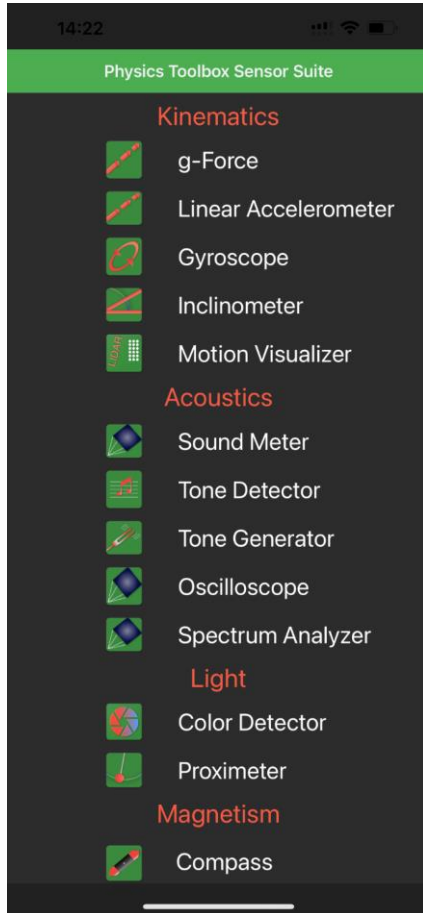 14:22
Physics Toolbox Sensor Suite
Kinematics
g-Force
Linear Accelerometer
Gyroscope
Inclinometer
LIDAR
Motion Visualizer
Acoustics
Sound Meter
Tone Detector
Tone Generator
Oscilloscope
Spectrum Analyzer
Light
Color Detector
Proximeter
Magnetism
Compass